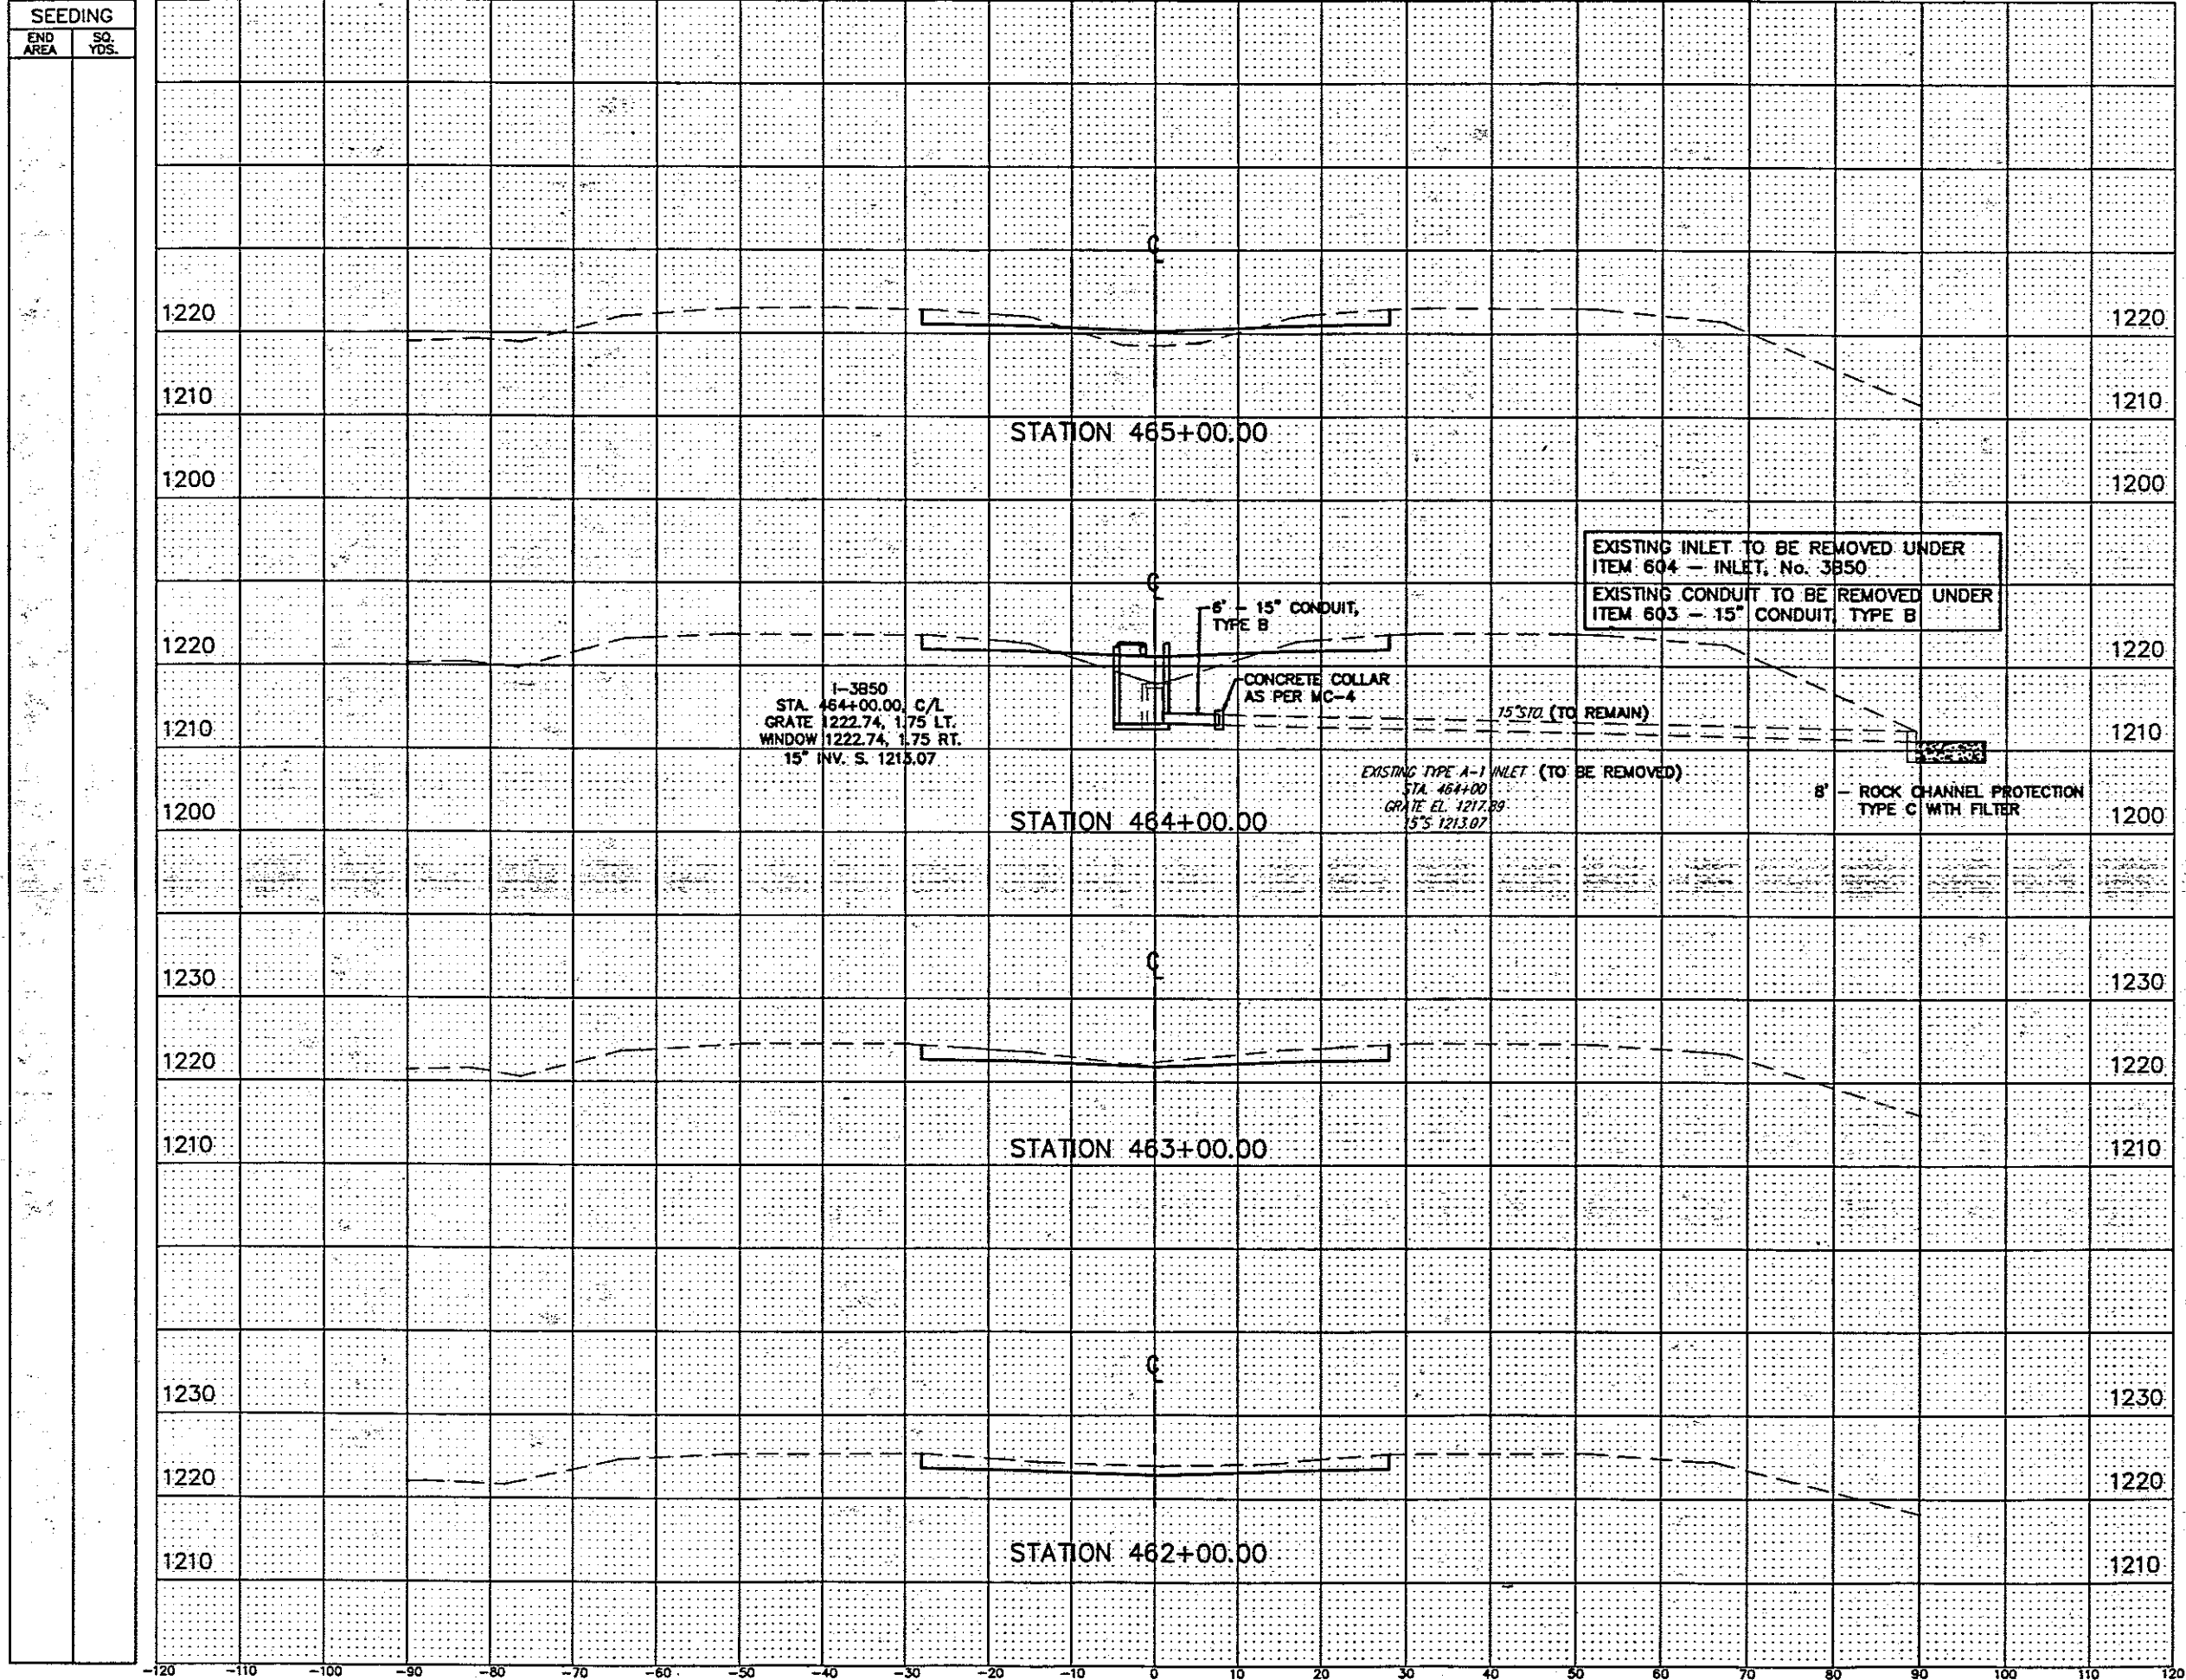 SEEDING
END AREA
SQ. YDS.
℄
1220 1220
1210 1210
STATION 465+00.00
1200 1200
EXISTING INLET TO BE REMOVED UNDER
ITEM 604 – INLET, No. 3B50
EXISTING CONDUIT TO BE REMOVED UNDER
ITEM 603 – 15" CONDUIT, TYPE B
℄
6' – 15" CONDUIT,
TYPE B
1220 1220
CONCRETE COLLAR
AS PER MC-4
I-3B50
STA. 464+00.00, C/L
GRATE 1222.74, 1.75 LT.
WINDOW 1222.74, 1.75 RT.
15" INV. S. 1213.07
15" STO. (TO REMAIN)
1210 1210
EXISTING TYPE A-1 INLET (TO BE REMOVED)
STA. 464+00
GRATE EL. 1217.89
15"S 1213.07
8' – ROCK CHANNEL PROTECTION
TYPE C WITH FILTER
1200 1200
STATION 464+00.00
℄
1230 1230
1220 1220
1210 1210
STATION 463+00.00
℄
1230 1230
1220 1220
1210 1210
STATION 462+00.00
-120 -110 -100 -90 -80 -70 -60 -50 -40 -30 -20 -10 0 10 20 30 40 50 60 70 80 90 100 110 120